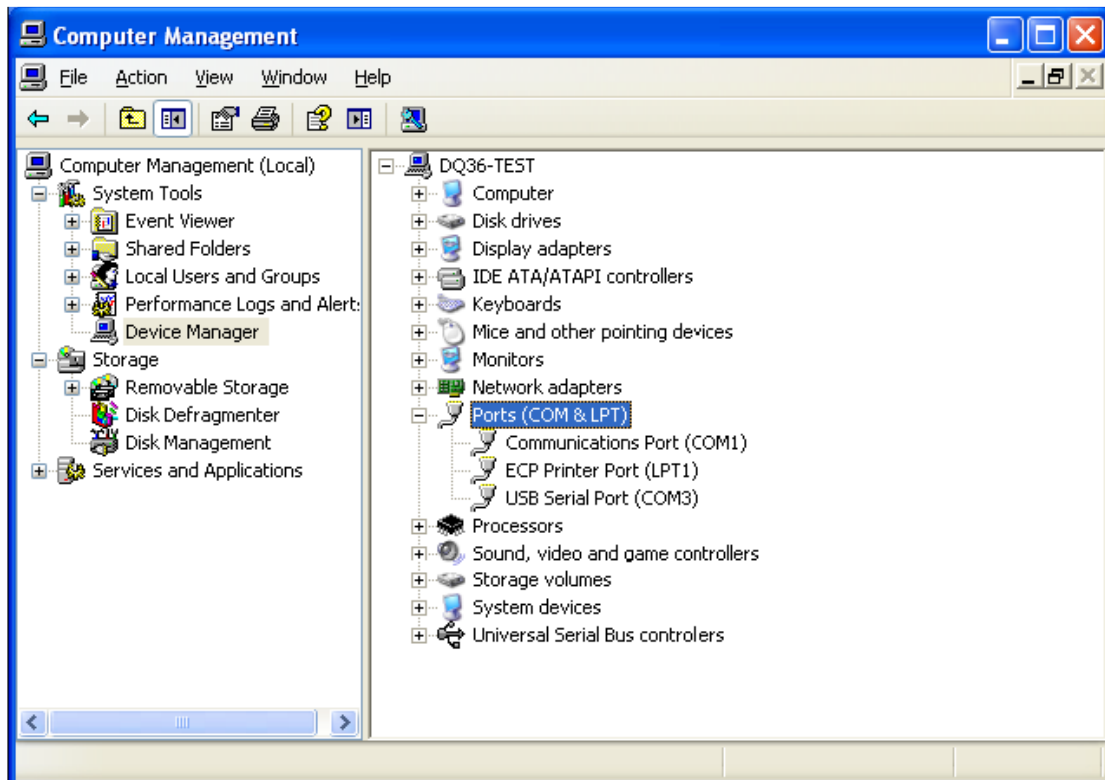 Computer Management
File Action View Window Help
Computer Management (Local)
System Tools
Event Viewer
Shared Folders
Local Users and Groups
Performance Logs and Alert:
Device Manager
Storage
Removable Storage
Disk Defragmenter
Disk Management
Services and Applications
DQ36-TEST
Computer
Disk drives
Display adapters
IDE ATA/ATAPI controllers
Keyboards
Mice and other pointing devices
Monitors
Network adapters
Ports (COM & LPT)
Communications Port (COM1)
ECP Printer Port (LPT1)
USB Serial Port (COM3)
Processors
Sound, video and game controllers
Storage volumes
System devices
Universal Serial Bus controlers